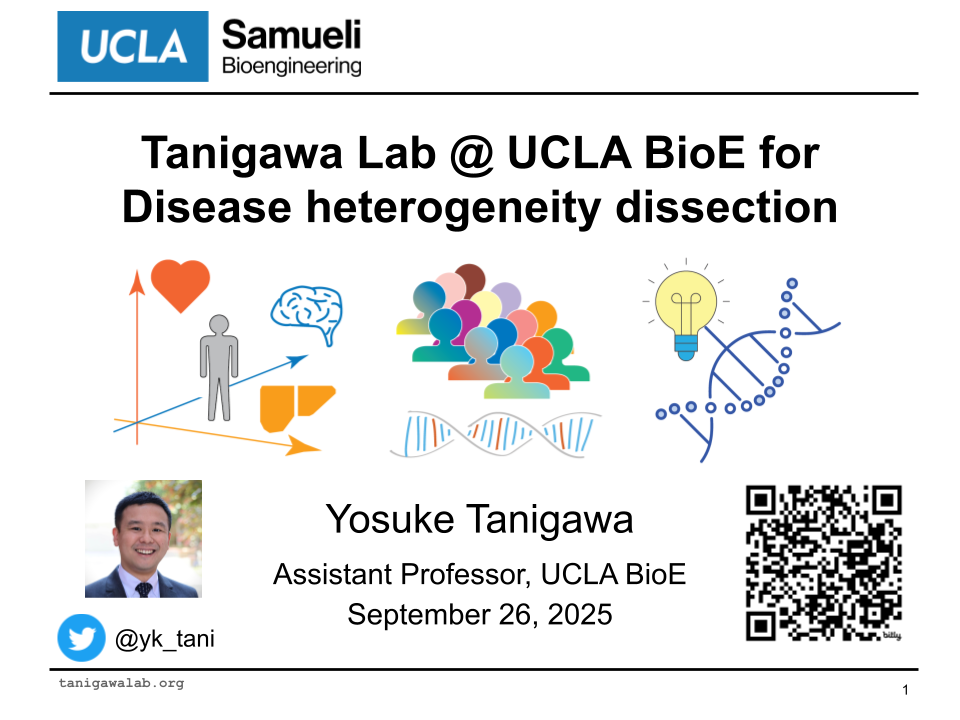 UCLA
Samueli
Bioengineering
Tanigawa Lab @ UCLA BioE for
Disease heterogeneity dissection
Yosuke Tanigawa
Assistant Professor, UCLA BioE
September 26, 2025
bitly
@yk_tani
tanigawalab.org
1